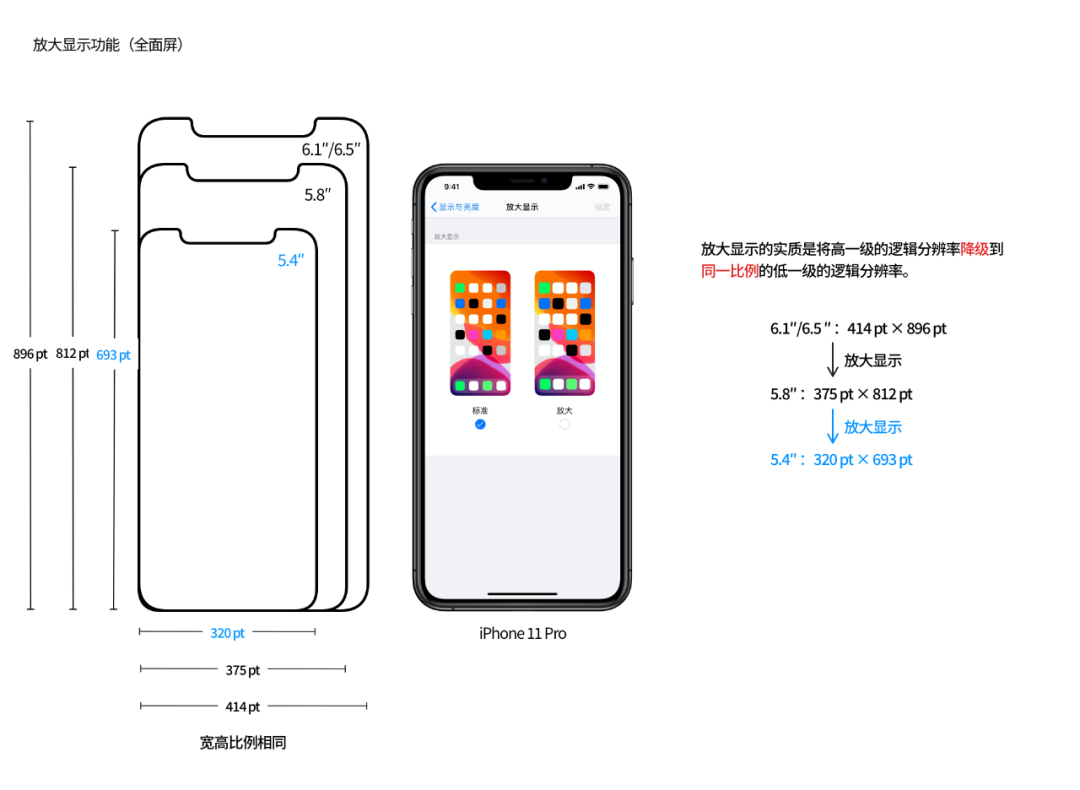 放大显示功能（全面屏）
6.1″/6.5″
5.8″
5.4″
896 pt
812 pt
693 pt
320 pt
375 pt
414 pt
宽高比例相同
9:41
显示与亮度
放大显示
设定
放大显示
标准
放大
iPhone 11 Pro
放大显示的实质是将高一级的逻辑分辨率降级到
同一比例的低一级的逻辑分辨率。
6.1″/6.5 ″： 414 pt × 896 pt
放大显示
5.8″： 375 pt × 812 pt
放大显示
5.4″： 320 pt × 693 pt